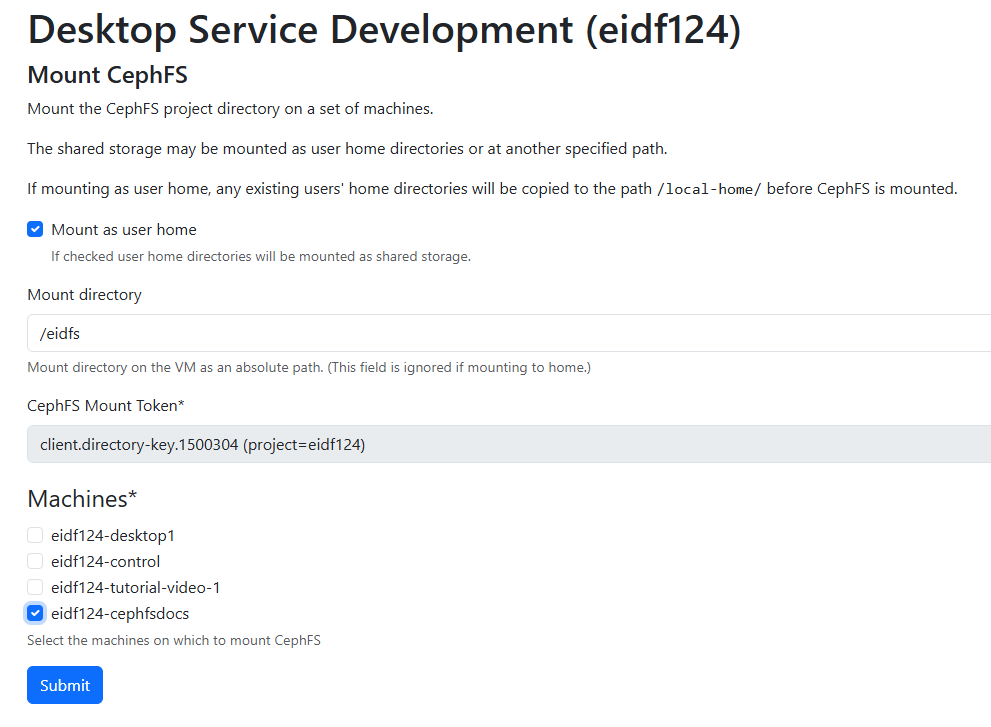 Desktop Service Development (eidf124)
Mount CephFS
Mount the CephFS project directory on a set of machines.
The shared storage may be mounted as user home directories or at another specified path.
If mounting as user home, any existing users' home directories will be copied to the path /local-home/ before CephFS is mounted.
Mount as user home
If checked user home directories will be mounted as shared storage.
Mount directory
/eidfs
Mount directory on the VM as an absolute path. (This field is ignored if mounting to home.)
CephFS Mount Token*
client.directory-key.1500304 (project=eidf124)
Machines*
eidf124-desktop1
eidf124-control
eidf124-tutorial-video-1
eidf124-cephfsdocs
Select the machines on which to mount CephFS
Submit